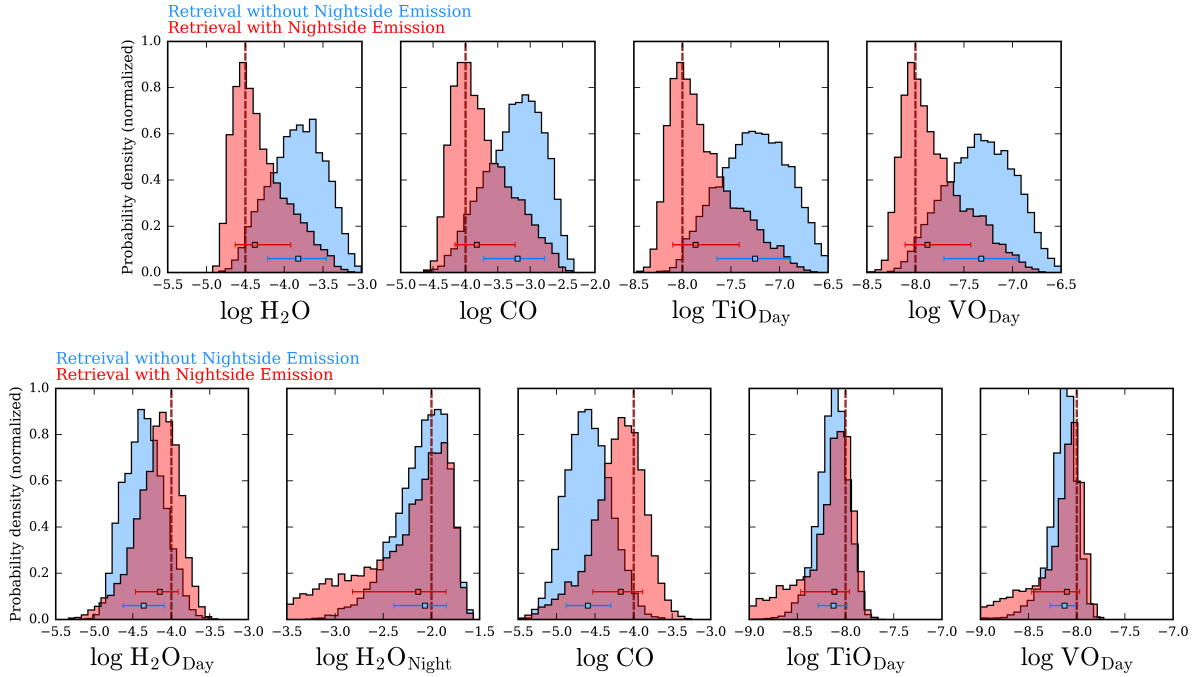 Retreival without Nightside Emission
Retrieval with Nightside Emission
Probability density (normalized)
1.0
0.8
0.6
0.4
0.2
0.0
−5.5 −5.0 −4.5 −4.0 −3.5 −3.0
−5.0 −4.5 −4.0 −3.5 −3.0 −2.5 −2.0
−8.5 −8.0 −7.5 −7.0 −6.5
−8.5 −8.0 −7.5 −7.0 −6.5
log H₂O
log CO
log TiO_Day
log VO_Day
Retreival without Nightside Emission
Retrieval with Nightside Emission
Probability density (normalized)
1.0
0.8
0.6
0.4
0.2
0.0
−5.5 −5.0 −4.5 −4.0 −3.5 −3.0
−3.5 −3.0 −2.5 −2.0 −1.5
−5.5 −5.0 −4.5 −4.0 −3.5 −3.0
−9.0 −8.5 −8.0 −7.5 −7.0
−9.0 −8.5 −8.0 −7.5 −7.0
log H₂O_Day
log H₂O_Night
log CO
log TiO_Day
log VO_Day